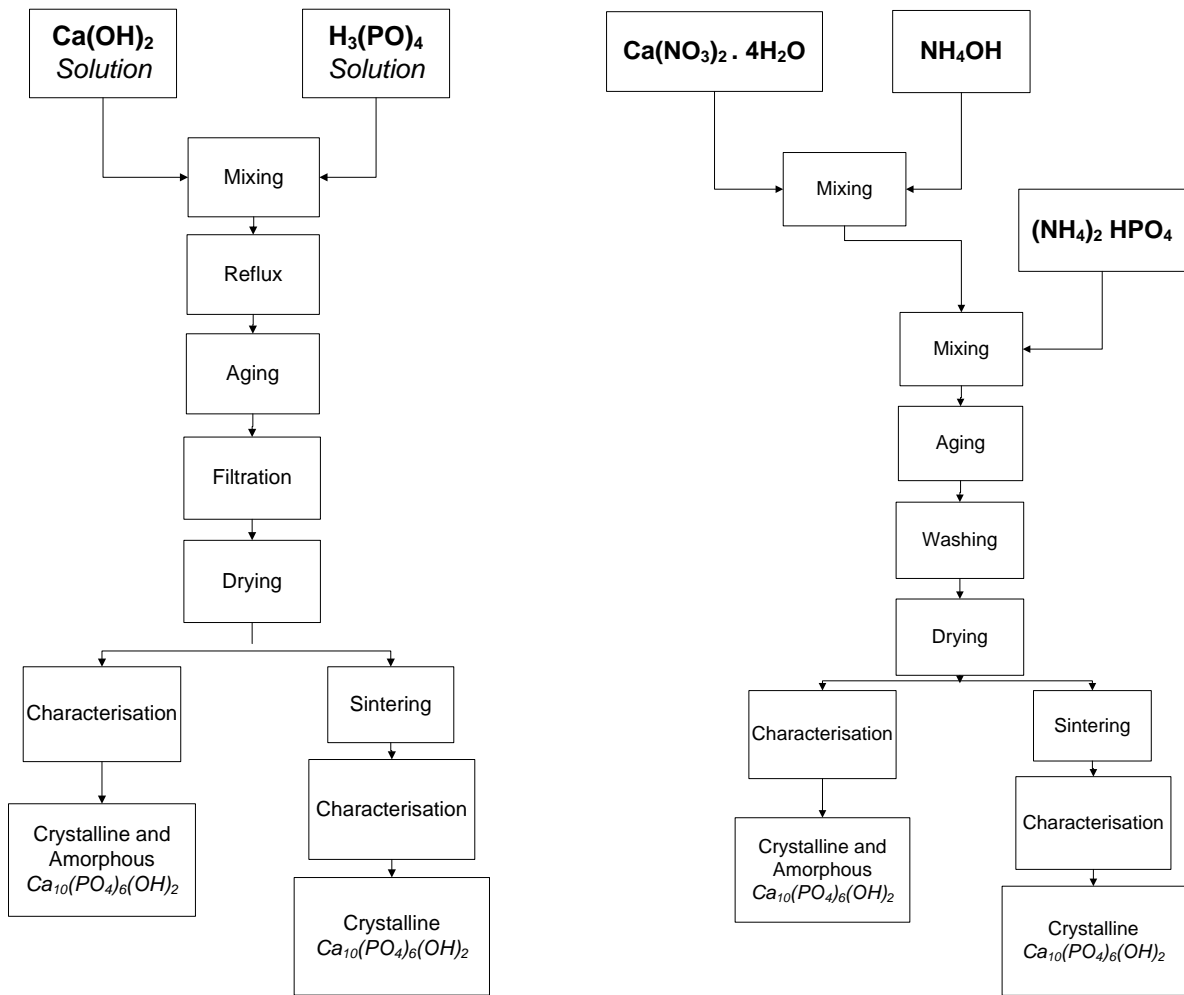 Ca(OH)₂
Solution
H₃(PO)₄
Solution
Mixing
Reflux
Aging
Filtration
Drying
Characterisation
Sintering
Crystalline and
Amorphous
Ca₁₀(PO₄)₆(OH)₂
Characterisation
Crystalline
Ca₁₀(PO₄)₆(OH)₂
Ca(NO₃)₂ . 4H₂O
NH₄OH
Mixing
(NH₄)₂ HPO₄
Mixing
Aging
Washing
Drying
Characterisation
Sintering
Crystalline and
Amorphous
Ca₁₀(PO₄)₆(OH)₂
Characterisation
Crystalline
Ca₁₀(PO₄)₆(OH)₂